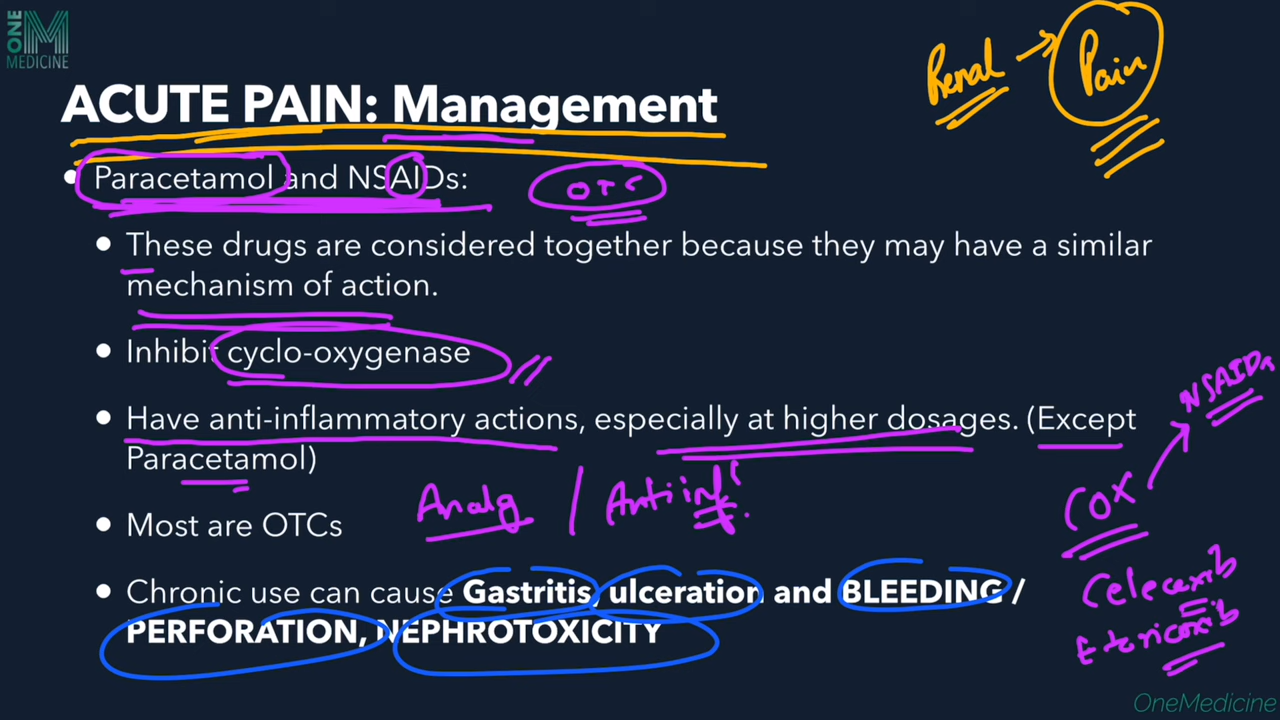 ONE
MEDICINE
Renal → Pain
ACUTE PAIN: Management
• Paracetamol and NSAIDs:
OTC
• These drugs are considered together because they may have a similar
mechanism of action.
• Inhibit cyclo-oxygenase
NSAIDs
• Have anti-inflammatory actions, especially at higher dosages. (Except
Paracetamol)
Analg / Anti inf
COX
• Most are OTCs
Celecoxib
• Chronic use can cause Gastritis, ulceration and BLEEDING /
PERFORATION, NEPHROTOXICITY
Etoricoxib
OneMedicine